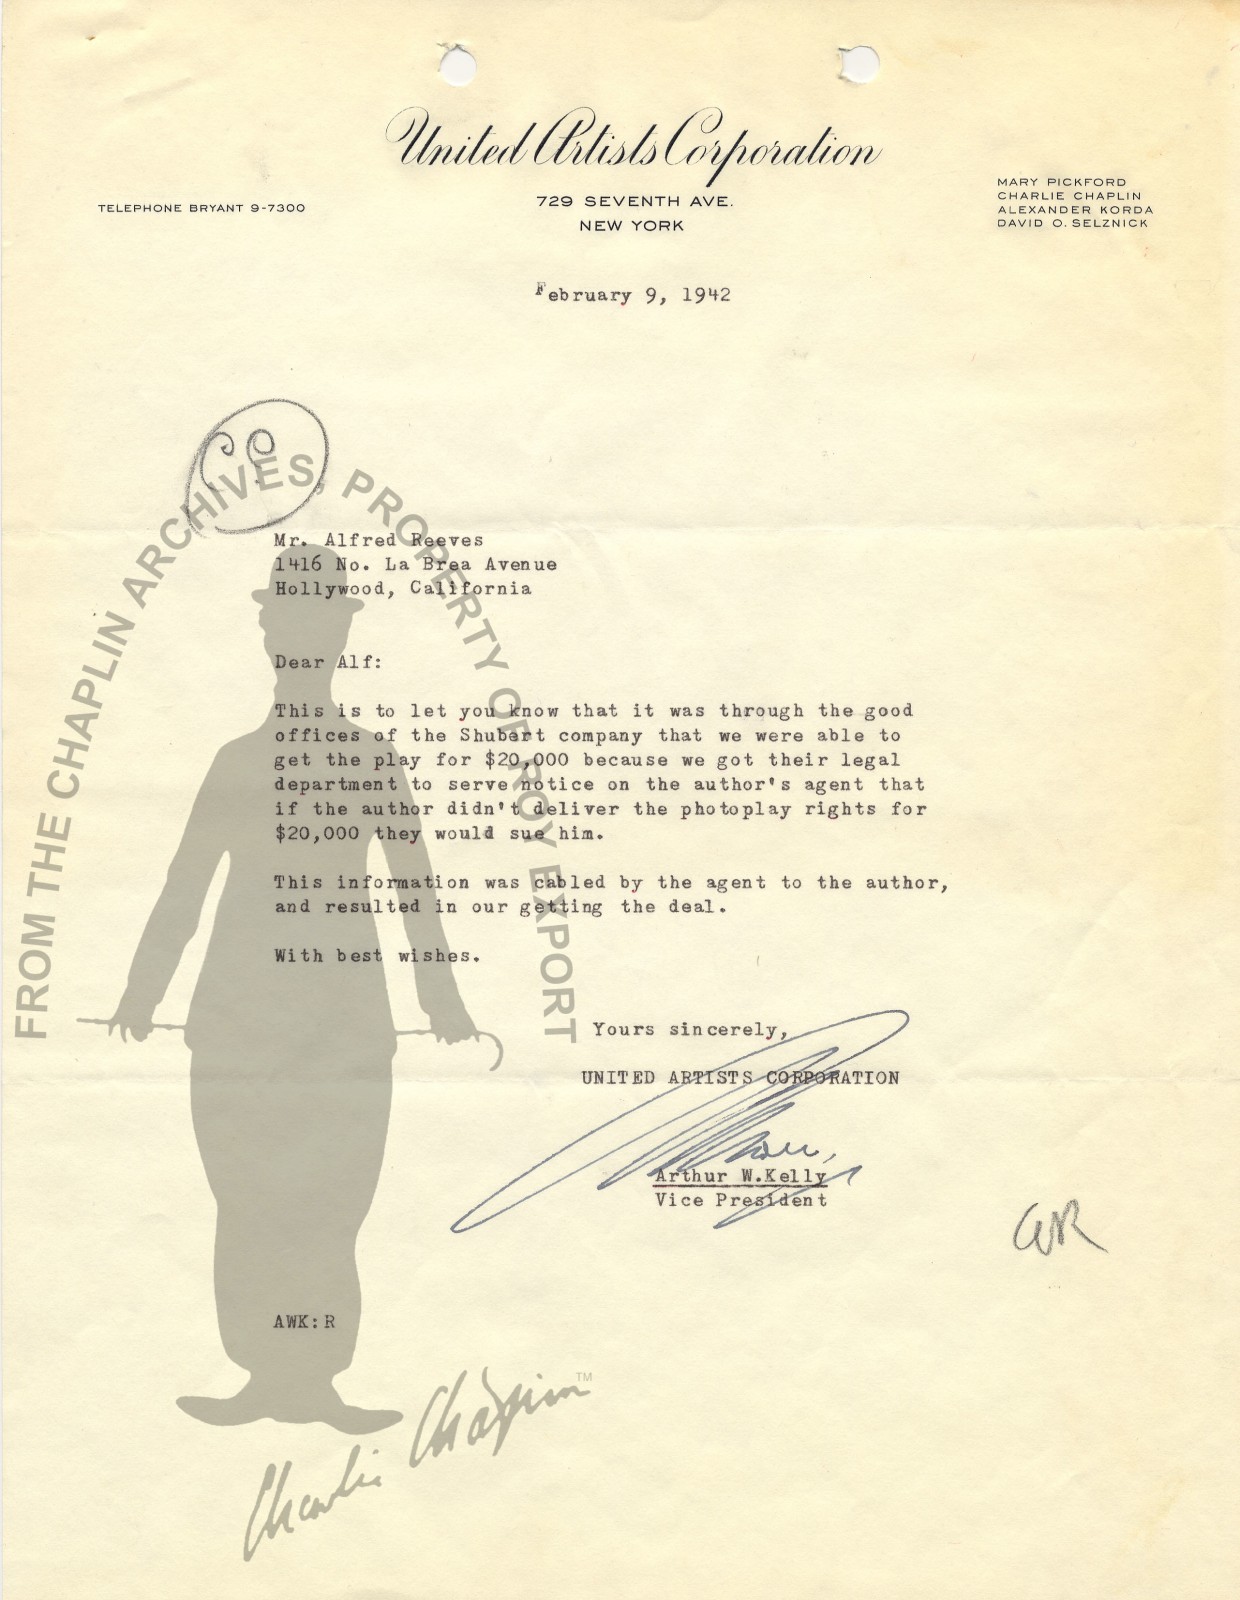 United Artists Corporation
729 SEVENTH AVE.
NEW YORK
TELEPHONE BRYANT 9-7300
MARY PICKFORD
CHARLIE CHAPLIN
ALEXANDER KORDA
DAVID O. SELZNICK
February 9, 1942
Mr. Alfred Reeves
1416 No. La Brea Avenue
Hollywood, California
Dear Alf:
This is to let you know that it was through the good
offices of the Shubert company that we were able to
get the play for $20,000 because we got their legal
department to serve notice on the author's agent that
if the author didn't deliver the photoplay rights for
$20,000 they would sue him.
This information was cabled by the agent to the author,
and resulted in our getting the deal.
With best wishes.
Yours sincerely,
UNITED ARTISTS CORPORATION
Arthur W.Kelly
Vice President
AWK:R
FROM THE CHAPLIN ARCHIVES, PROPERTY OF ROY EXPORT
Charlie Chaplin™